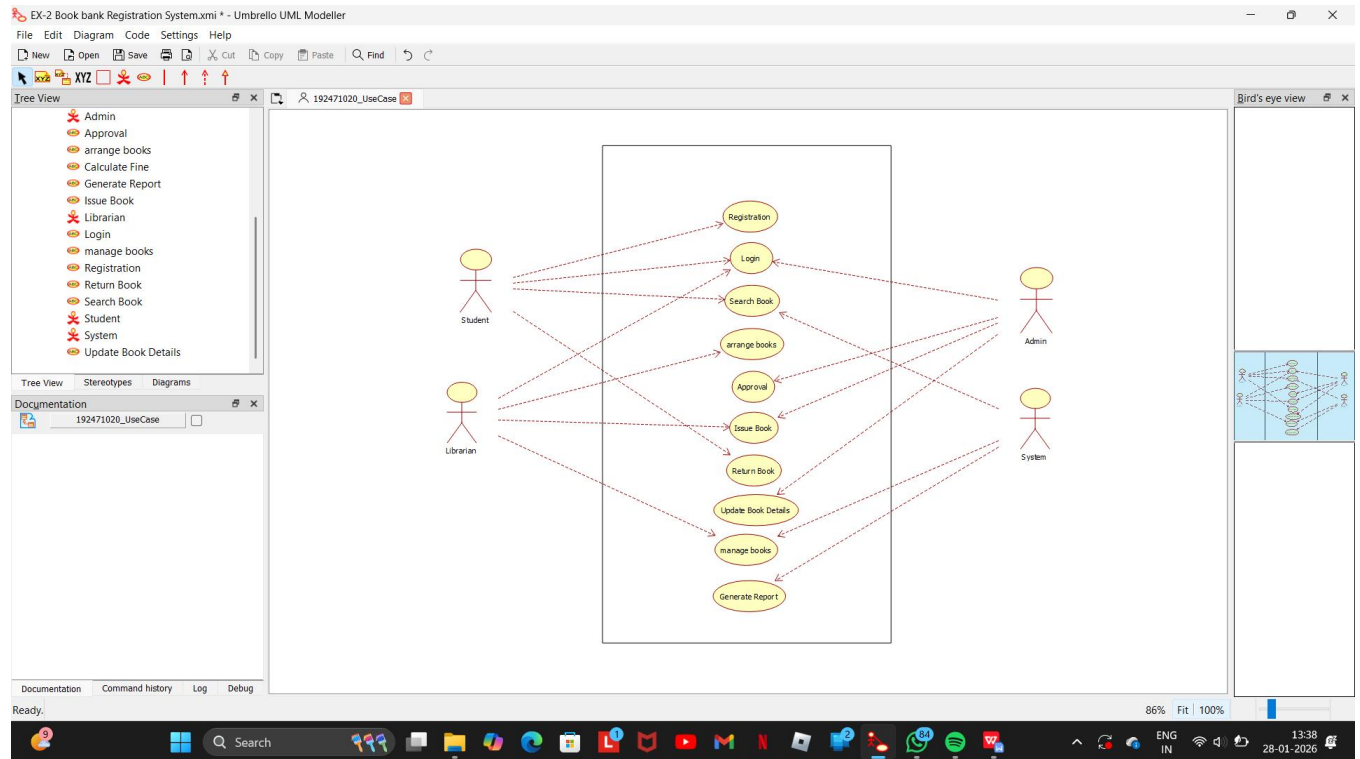 EX-2 Book bank Registration System.xmi * - Umbrello UML Modeller
File Edit Diagram Code Settings Help
New Open Save Cut Copy Paste Find
XYZ XYZ
Tree View
192471020_UseCase
Bird's eye view
Admin
Approval
arrange books
Calculate Fine
Generate Report
Issue Book
Librarian
Login
manage books
Registration
Return Book
Search Book
Student
System
Update Book Details
Tree View Stereotypes Diagrams
Documentation
192471020_UseCase
Documentation Command history Log Debug
Registration
Login
Search Book
arrange books
Approval
Issue Book
Return Book
Update Book Details
manage books
Generate Report
Student
Librarian
Admin
System
Ready.
86% Fit 100%
9
Search
L 1
N
2
84
W
ENG
IN
13:38
28-01-2026